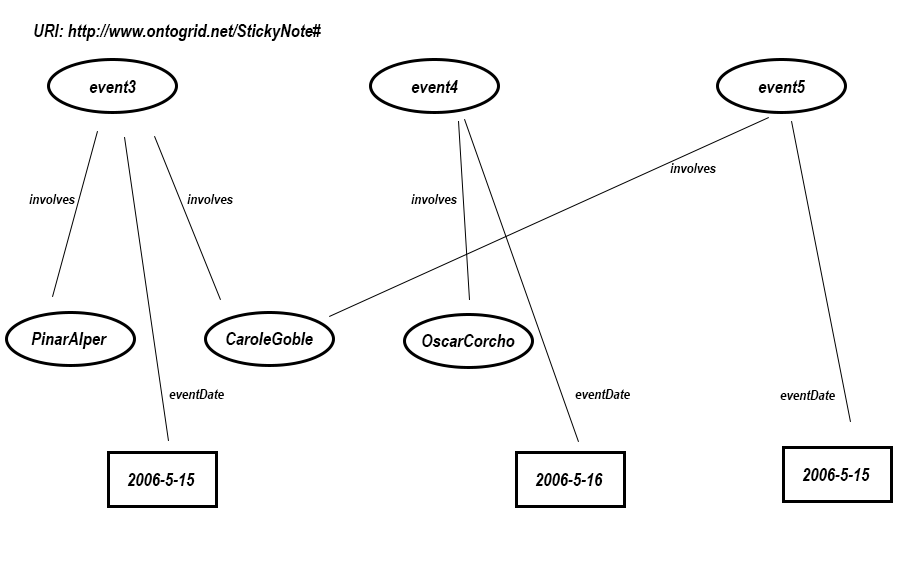 URI: http://www.ontogrid.net/StickyNote#
event3
event4
event5
involves
involves
involves
involves
PinarAlper
CaroleGoble
OscarCorcho
eventDate
eventDate
eventDate
2006-5-15
2006-5-16
2006-5-15